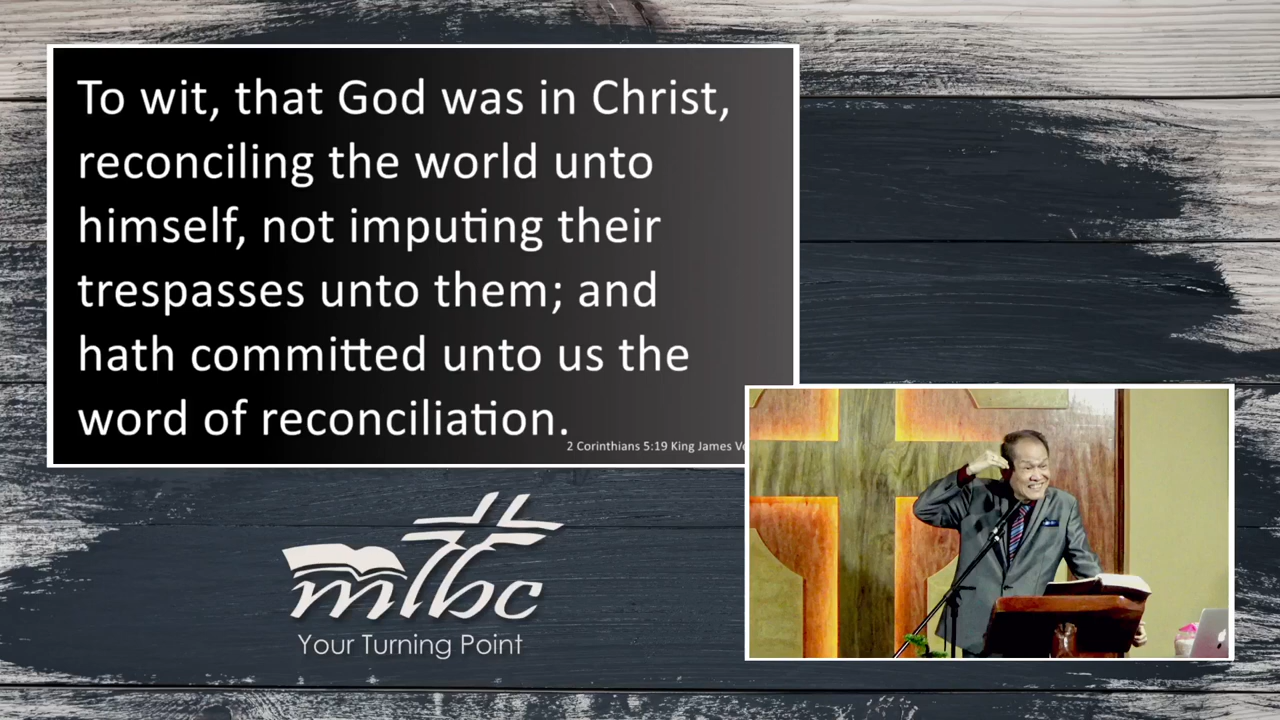 To wit, that God was in Christ,
reconciling the world unto
himself, not imputing their
trespasses unto them; and
hath committed unto us the
word of reconciliation.
2 Corinthians 5:19 King James
mlbc
Your Turning Point